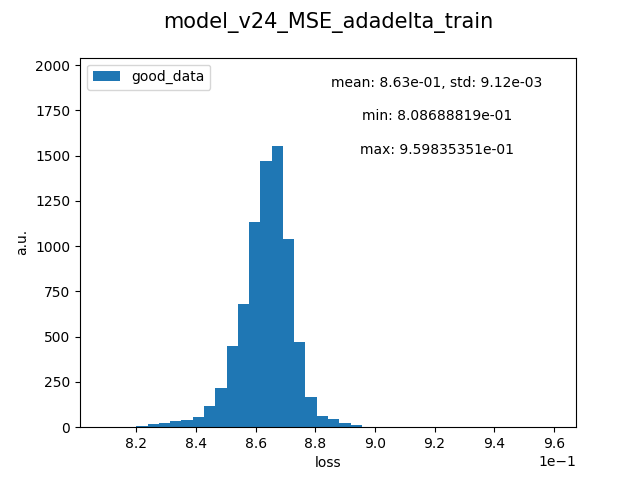 model_v24_MSE_adadelta_train
good_data
mean: 8.63e-01, std: 9.12e-03
min: 8.08688819e-01
max: 9.59835351e-01
2000
1750
1500
1250
1000
750
500
250
0
a.u.
8.2 8.4 8.6 8.8 9.0 9.2 9.4 9.6
loss
1e−1